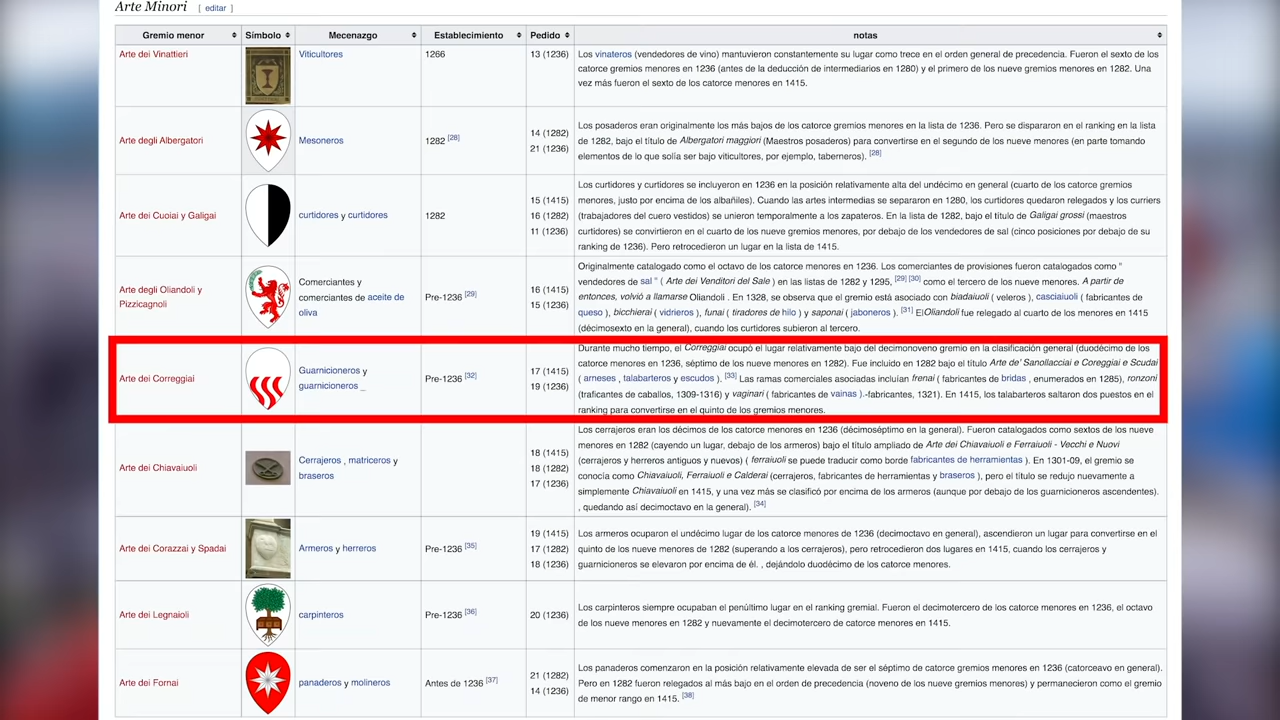 Arte Minori [ editar ]
Gremio menor Símbolo Mecenazgo Establecimiento Pedido notas
Arte dei Vinattieri
Viticultores
1266
13 (1236)
Los vinateros (vendedores de vino) mantuvieron constantemente su lugar como trece en el orden general de precedencia. Fueron el sexto de los
catorce gremios menores en 1236 (antes de la deducción de intermediarios en 1280) y el primero de los nueve gremios menores en 1282. Una
vez más fueron el sexto de los catorce menores en 1415.
Arte degli Albergatori
Mesoneros
1282 [28]
14 (1282)
21 (1236)
Los posaderos eran originalmente los más bajos de los catorce gremios menores en la lista de 1236. Pero se dispararon en el ranking en la lista
de 1282, bajo el título de Albergatori maggiori (Maestros posaderos) para convertirse en el segundo de los nueve menores (en parte tomando
elementos de lo que solía ser bajo viticultores, por ejemplo, taberneros). [28]
Arte dei Cuoiai y Galigai
curtidores y curtidores
1282
15 (1415)
16 (1282)
11 (1236)
Los curtidores y curtidores se incluyeron en 1236 en la posición relativamente alta del undécimo en general (cuarto de los catorce gremios
menores, justo por encima de los albañiles). Cuando las artes intermedias se separaron en 1280, los curtidores quedaron relegados y los curriers
(trabajadores del cuero vestidos) se unieron temporalmente a los zapateros. En la lista de 1282, bajo el título de Galigai grossi (maestros
curtidores) se convirtieron en el cuarto de los nueve gremios menores, por debajo de los vendedores de sal (cinco posiciones por debajo de su
ranking de 1236). Pero retrocedieron un lugar en la lista de 1415.
Arte degli Oliandoli y
Pizzicagnoli
Comerciantes y
comerciantes de aceite de
oliva
Pre-1236 [29]
16 (1415)
15 (1236)
Originalmente catalogado como el octavo de los catorce menores en 1236. Los comerciantes de provisiones fueron catalogados como "
vendedores de sal " ( Arte dei Venditori del Sale ) en las listas de 1282 y 1295, [29] [30] como el tercero de los nueve menores. A partir de
entonces, volvió a llamarse Oliandoli . En 1328, se observa que el gremio está asociado con biadaiuoli ( veleros ), casciaiuoli ( fabricantes de
queso ), bicchierai ( vidrieros ), funai ( tiradores de hilo ) y saponai ( jaboneros ). [31] El Oliandoli fue relegado al cuarto de los menores en 1415
(décimosexto en la general), cuando los curtidores subieron al tercero.
Arte dei Correggiai
Guarnicioneros y
guarnicioneros _
Pre-1236 [32]
17 (1415)
19 (1236)
Durante mucho tiempo, el Correggiai ocupó el lugar relativamente bajo del decimonoveno gremio en la clasificación general (duodécimo de los
catorce menores en 1236, séptimo de los nueve menores en 1282). Fue incluido en 1282 bajo el título Arte de' Sanollacciai e Coreggiai e Scudai
( arneses , talabarteros y escudos ). [33] Las ramas comerciales asociadas incluían frenai ( fabricantes de bridas , enumerados en 1285), ronzoni
(traficantes de caballos, 1309-1316) y vaginari ( fabricantes de vainas ).-fabricantes, 1321). En 1415, los talabarteros saltaron dos puestos en el
ranking para convertirse en el quinto de los gremios menores.
Arte dei Chiavaiuoli
Cerrajeros , matriceros y
braseros
18 (1415)
18 (1282)
17 (1236)
Los cerrajeros eran los décimos de los catorce menores en 1236 (décimoséptimo en la general). Fueron catalogados como sextos de los nueve
menores en 1282 (cayendo un lugar, debajo de los armeros) bajo el título ampliado de Arte dei Chiavaiuoli e Ferraiuoli - Vecchi e Nuovi
(cerrajeros y herreros antiguos y nuevos) ( ferraiuoli se puede traducir como borde fabricantes de herramientas ). En 1301-09, el gremio se
conocía como Chiavaiuoli, Ferraiuoli e Calderai (cerrajeros, fabricantes de herramientas y braseros ), pero el título se redujo nuevamente a
simplemente Chiavaiuoli en 1415, y una vez más se clasificó por encima de los armeros (aunque por debajo de los guarnicioneros ascendentes).
, quedando así decimoctavo en la general). [34]
Arte dei Corazzai y Spadai
Armeros y herreros
Pre-1236 [35]
19 (1415)
17 (1282)
18 (1236)
Los armeros ocuparon el undécimo lugar de los catorce menores de 1236 (decimoctavo en general), ascendieron un lugar para convertirse en el
quinto de los nueve menores de 1282 (superando a los cerrajeros), pero retrocedieron dos lugares en 1415, cuando los cerrajeros y
guarnicioneros se elevaron por encima de él. , dejándolo duodécimo de los catorce menores.
Arte dei Legnaioli
carpinteros
Pre-1236 [36]
20 (1236)
Los carpinteros siempre ocupaban el penúltimo lugar en el ranking gremial. Fueron el decimotercero de los catorce menores en 1236, el octavo
de los nueve menores en 1282 y nuevamente el decimotercero de catorce menores en 1415.
Arte dei Fornai
panaderos y molineros
Antes de 1236 [37]
21 (1282)
14 (1236)
Los panaderos comenzaron en la posición relativamente elevada de ser el séptimo de catorce gremios menores en 1236 (catorceavo en general).
Pero en 1282 fueron relegados al más bajo en el orden de precedencia (noveno de los nueve gremios menores) y permanecieron como el gremio
de menor rango en 1415. [38]